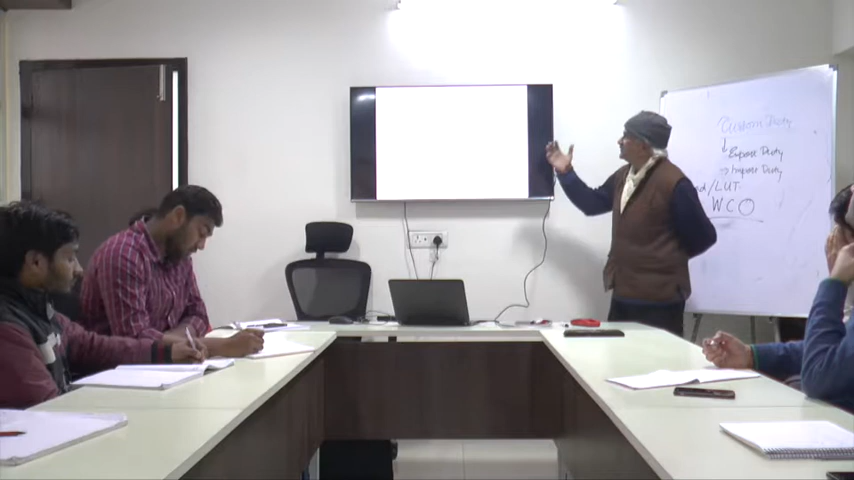 Custom Duty
↓ Export Duty
→ Import Duty
/LUT
WCO